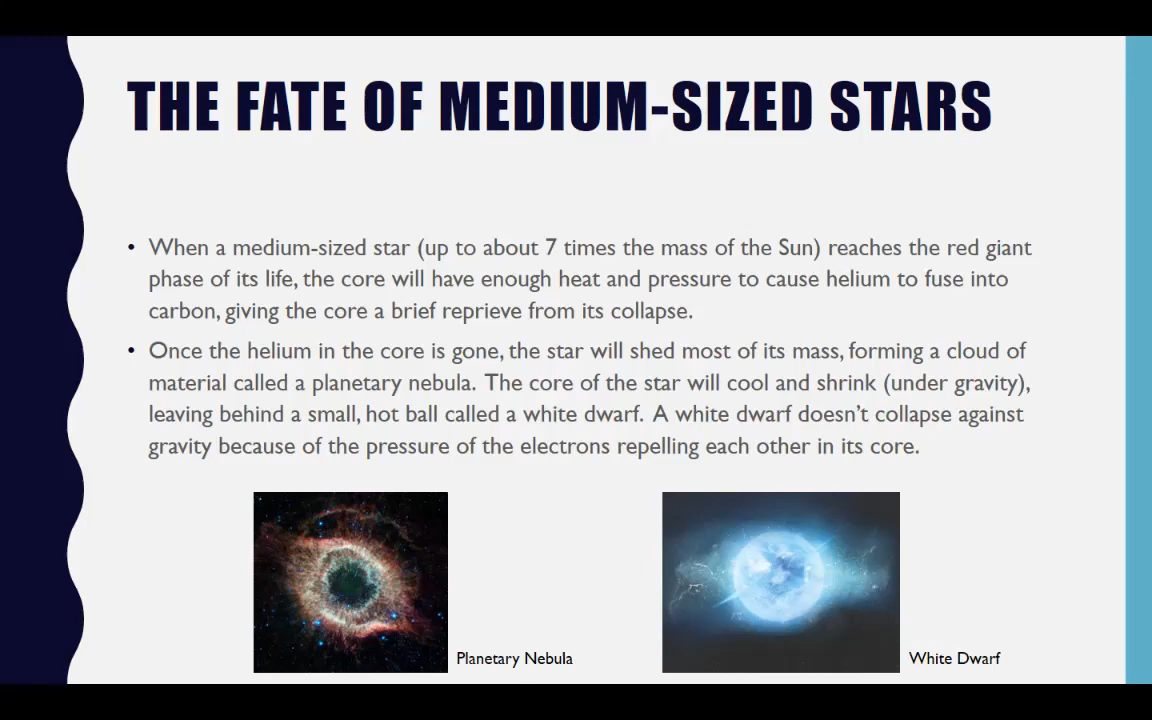 THE FATE OF MEDIUM-SIZED STARS
• When a medium-sized star (up to about 7 times the mass of the Sun) reaches the red giant
phase of its life, the core will have enough heat and pressure to cause helium to fuse into
carbon, giving the core a brief reprieve from its collapse.
• Once the helium in the core is gone, the star will shed most of its mass, forming a cloud of
material called a planetary nebula. The core of the star will cool and shrink (under gravity),
leaving behind a small, hot ball called a white dwarf. A white dwarf doesn't collapse against
gravity because of the pressure of the electrons repelling each other in its core.
Planetary Nebula
White Dwarf